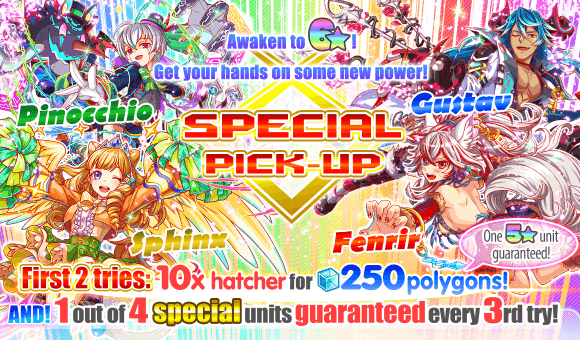 Awaken to 6★!
Get your hands on some new power!
Pinocchio
Gustav
SPECIAL
PICK-UP
Sphinx
Fenrir
One 5★ unit
guaranteed!
First 2 tries: 10x hatcher for 250 polygons!
AND! 1 out of 4 special units guaranteed every 3rd try!